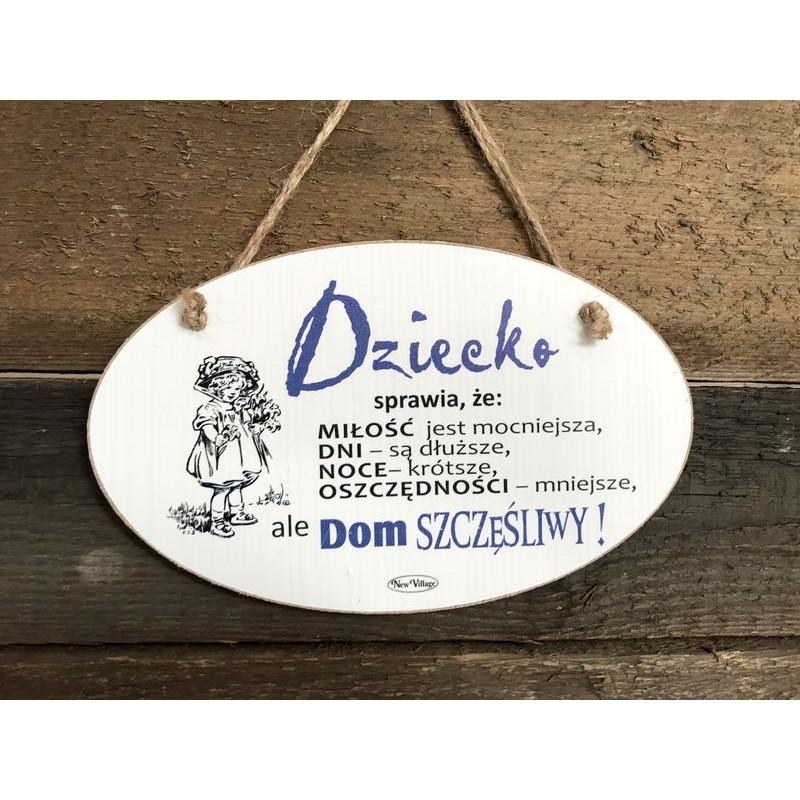 Dziecko
sprawia, że:
MIŁOŚĆ jest mocniejsza,
DNI – są dłuższe,
NOCE– krótsze,
OSZCZĘDNOŚCI – mniejsze,
ale Dom SZCZĘŚLIWY !
New Village